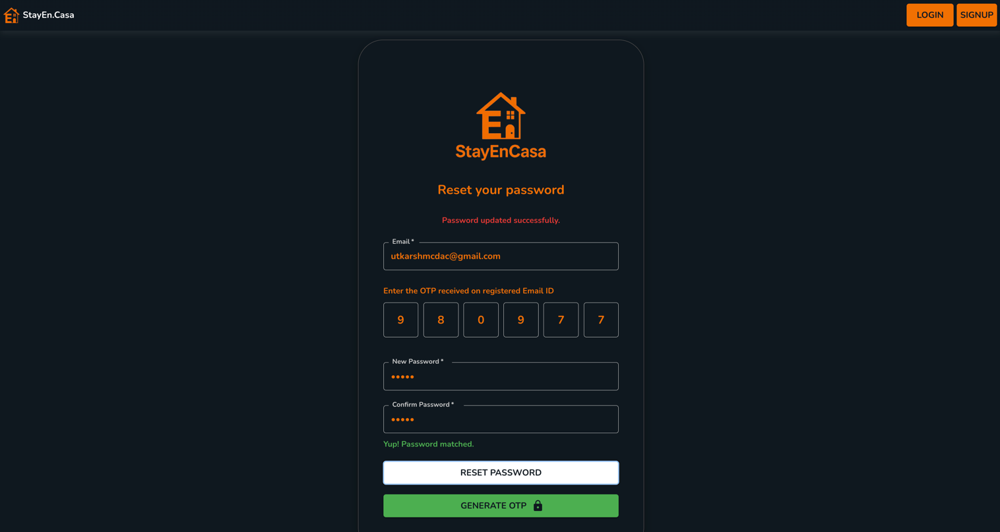 StayEn.Casa
LOGIN
SIGNUP
StayEnCasa
Reset your password
Password updated successfully.
Email *
utkarshmcdac@gmail.com
Enter the OTP received on registered Email ID
9 8 0 9 7 7
New Password *
•••••
Confirm Password *
•••••
Yup! Password matched.
RESET PASSWORD
GENERATE OTP